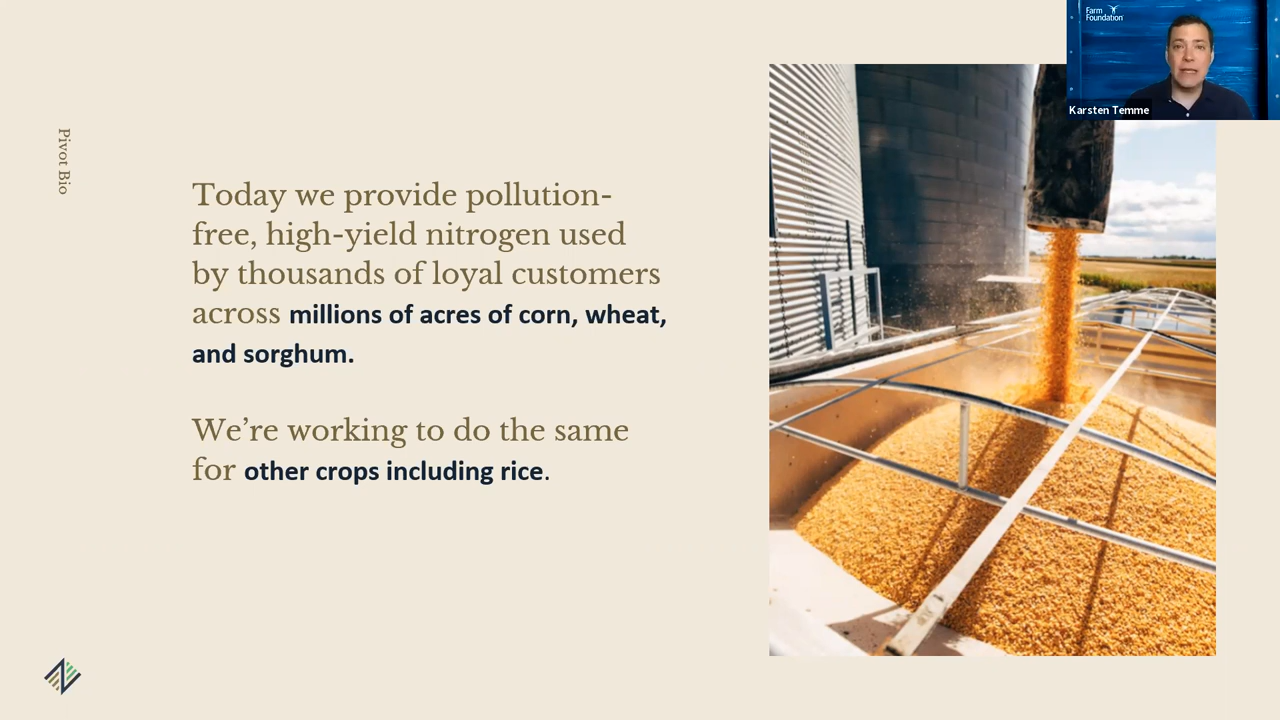 Farm
Foundation
Karsten Temme
Pivot Bio
Today we provide pollution-
free, high-yield nitrogen used
by thousands of loyal customers
across millions of acres of corn, wheat,
and sorghum.
We’re working to do the same
for other crops including rice.